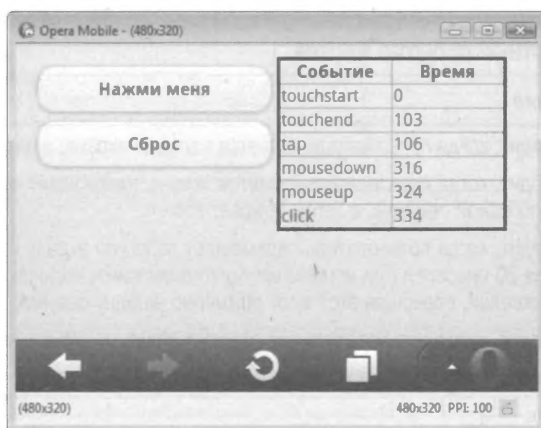 Opera Mobile - (480x320)
Нажми меня
Сброс
Событие Время
touchstart 0
touchend 103
tap 106
mousedown 316
mouseup 324
click 334
(480x320) 480x320 PPI: 100